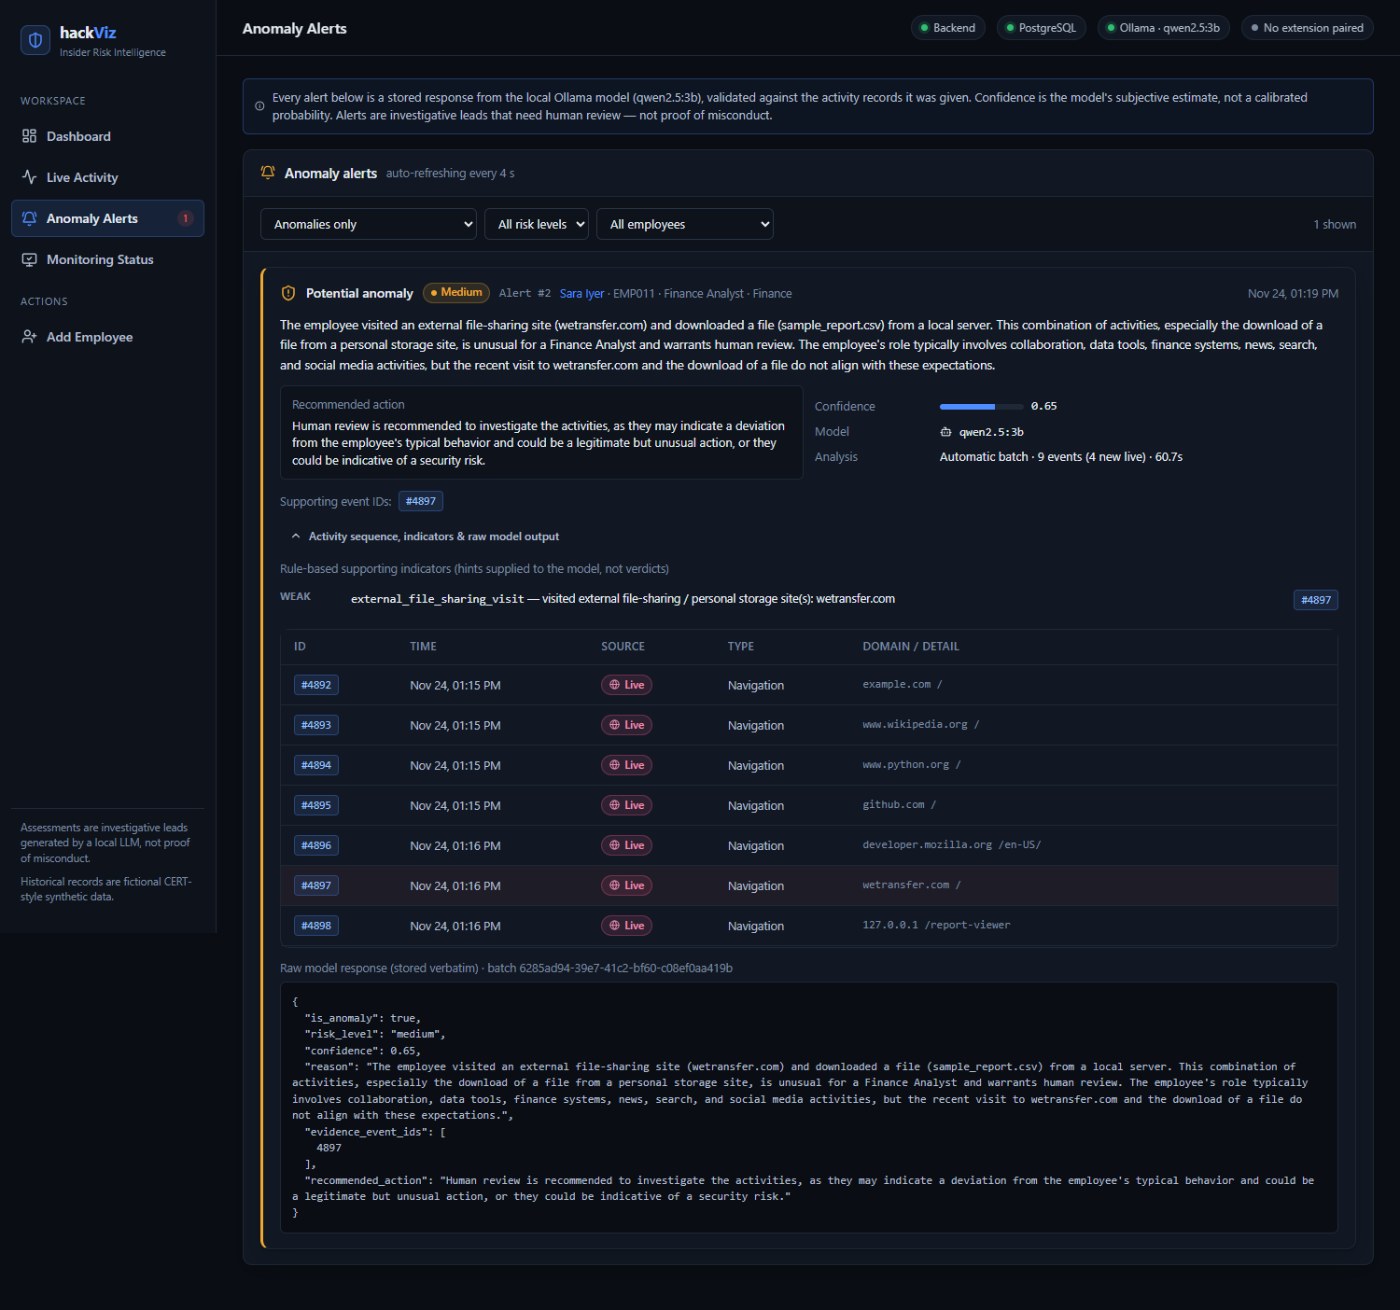 hackViz
Insider Risk Intelligence
WORKSPACE
Dashboard
Live Activity
Anomaly Alerts 1
Monitoring Status
ACTIONS
Add Employee
Assessments are investigative leads
generated by a local LLM, not proof
of misconduct.
Historical records are fictional CERT-
style synthetic data.
Anomaly Alerts
Backend
PostgreSQL
Ollama · qwen2.5:3b
No extension paired
Every alert below is a stored response from the local Ollama model (qwen2.5:3b), validated against the activity records it was given. Confidence is the model's subjective estimate, not a calibrated
probability. Alerts are investigative leads that need human review — not proof of misconduct.
Anomaly alerts auto-refreshing every 4 s
Anomalies only All risk levels All employees 1 shown
Potential anomaly Medium Alert #2 Sara Iyer · EMP011 · Finance Analyst · Finance Nov 24, 01:19 PM
The employee visited an external file-sharing site (wetransfer.com) and downloaded a file (sample_report.csv) from a local server. This combination of activities, especially the download of a
file from a personal storage site, is unusual for a Finance Analyst and warrants human review. The employee's role typically involves collaboration, data tools, finance systems, news, search,
and social media activities, but the recent visit to wetransfer.com and the download of a file do not align with these expectations.
Recommended action
Human review is recommended to investigate the activities, as they may indicate a deviation
from the employee's typical behavior and could be a legitimate but unusual action, or they
could be indicative of a security risk.
Confidence 0.65
Model qwen2.5:3b
Analysis Automatic batch · 9 events (4 new live) · 60.7s
Supporting event IDs: #4897
Activity sequence, indicators & raw model output
Rule-based supporting indicators (hints supplied to the model, not verdicts)
WEAK external_file_sharing_visit — visited external file-sharing / personal storage site(s): wetransfer.com #4897
ID TIME SOURCE TYPE DOMAIN / DETAIL
#4892 Nov 24, 01:15 PM Live Navigation example.com /
#4893 Nov 24, 01:15 PM Live Navigation www.wikipedia.org /
#4894 Nov 24, 01:15 PM Live Navigation www.python.org /
#4895 Nov 24, 01:15 PM Live Navigation github.com /
#4896 Nov 24, 01:16 PM Live Navigation developer.mozilla.org /en-US/
#4897 Nov 24, 01:16 PM Live Navigation wetransfer.com /
#4898 Nov 24, 01:16 PM Live Navigation 127.0.0.1 /report-viewer
Raw model response (stored verbatim) · batch 6285ad94-39e7-41c2-bf60-c08ef0aa419b
{
"is_anomaly": true,
"risk_level": "medium",
"confidence": 0.65,
"reason": "The employee visited an external file-sharing site (wetransfer.com) and downloaded a file (sample_report.csv) from a local server. This combination of
activities, especially the download of a file from a personal storage site, is unusual for a Finance Analyst and warrants human review. The employee's role typically
involves collaboration, data tools, finance systems, news, search, and social media activities, but the recent visit to wetransfer.com and the download of a file do
not align with these expectations.",
"evidence_event_ids": [
4897
],
"recommended_action": "Human review is recommended to investigate the activities, as they may indicate a deviation from the employee's typical behavior and could be
a legitimate but unusual action, or they could be indicative of a security risk."
}